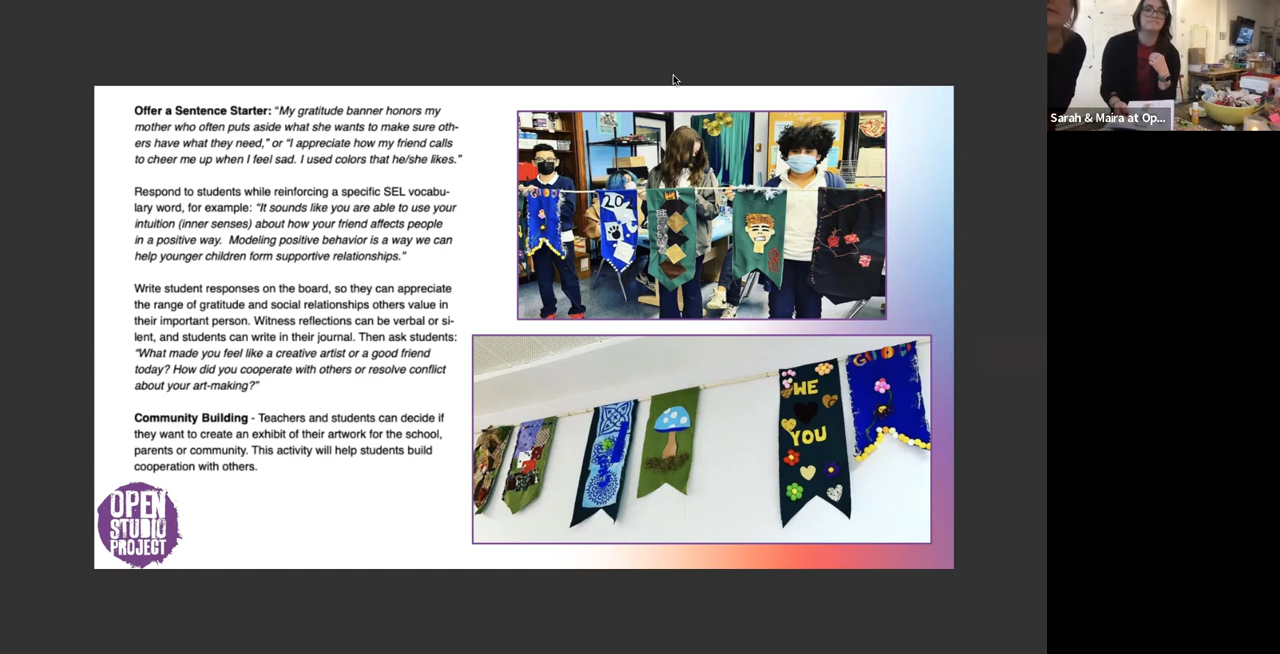 Offer a Sentence Starter: “My gratitude banner honors my
mother who often puts aside what she wants to make sure oth-
ers have what they need,” or “I appreciate how my friend calls
to cheer me up when I feel sad. I used colors that he/she likes.”
Respond to students while reinforcing a specific SEL vocabu-
lary word, for example: “It sounds like you are able to use your
intuition (inner senses) about how your friend affects people
in a positive way.  Modeling positive behavior is a way we can
help younger children form supportive relationships.”
Write student responses on the board, so they can appreciate
the range of gratitude and social relationships others value in
their important person. Witness reflections can be verbal or si-
lent, and students can write in their journal. Then ask students:
“What made you feel like a creative artist or a good friend
today? How did you cooperate with others or resolve conflict
about your art-making?”
Community Building - Teachers and students can decide if
they want to create an exhibit of their artwork for the school,
parents or community. This activity will help students build
cooperation with others.
OPEN
STUDIO
PROJECT
20
WE
YOU
Sarah & Maira at Op...